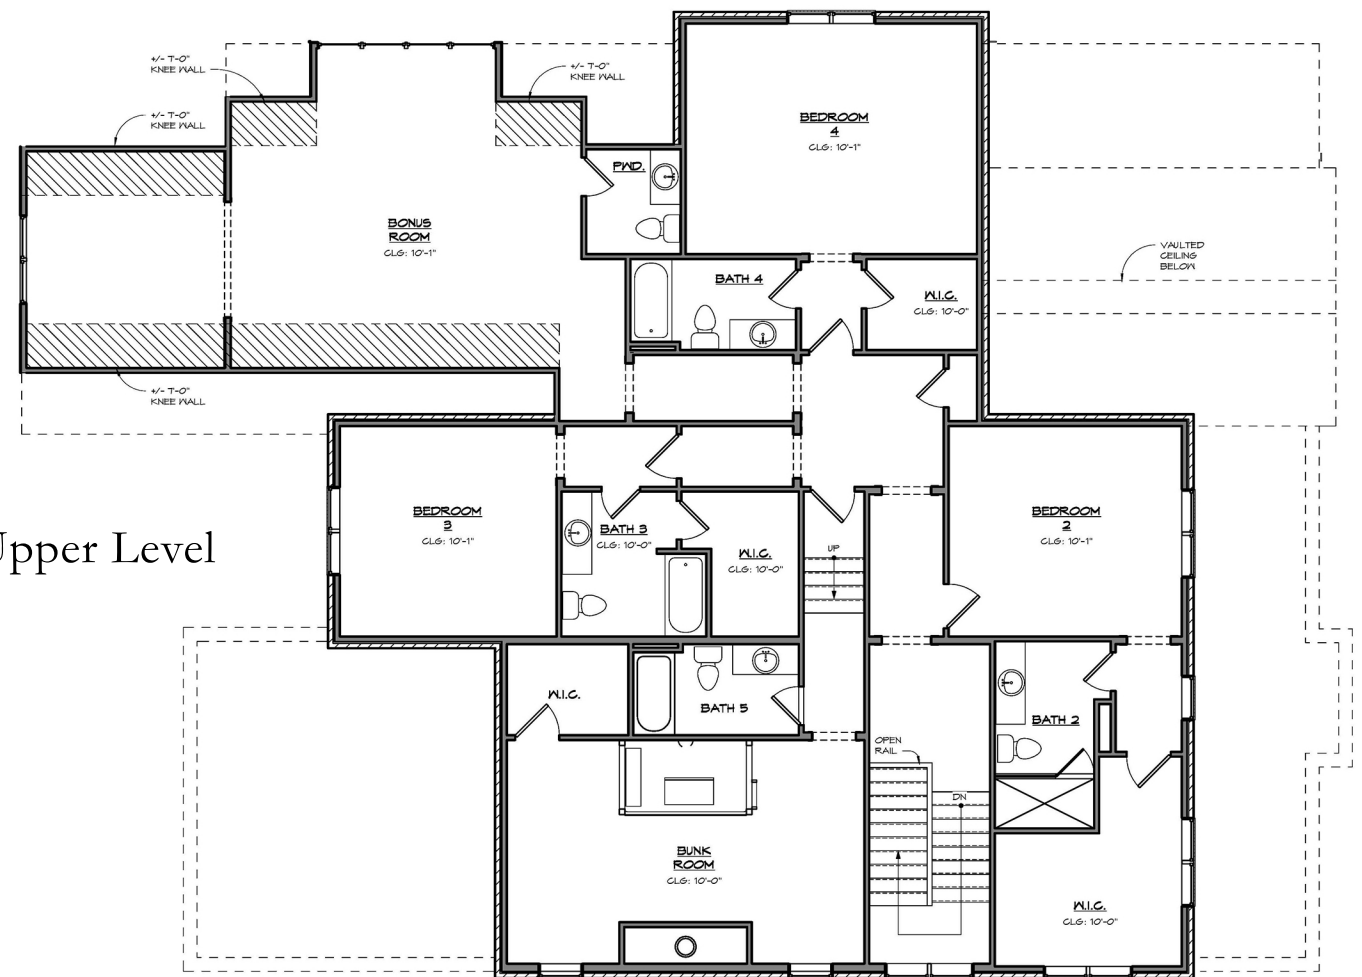 +/- 7'-0"
KNEE WALL
+/- 7'-0"
KNEE WALL
+/- 7'-0"
KNEE WALL
BEDROOM
4
CLG: 10'-1"
PWD.
BONUS
ROOM
CLG: 10'-1"
VAULTED
CEILING
BELOW
BATH 4
W.I.C.
CLG: 10'-0"
+/- 7'-0"
KNEE WALL
BEDROOM
3
CLG: 10'-1"
BATH 3
CLG: 10'-0"
W.I.C.
CLG: 10'-0"
UP
BEDROOM
2
CLG: 10'-1"
Upper Level
W.I.C.
BATH 5
BATH 2
OPEN
RAIL
DN
BUNK
ROOM
CLG: 10'-0"
W.I.C.
CLG: 10'-0"